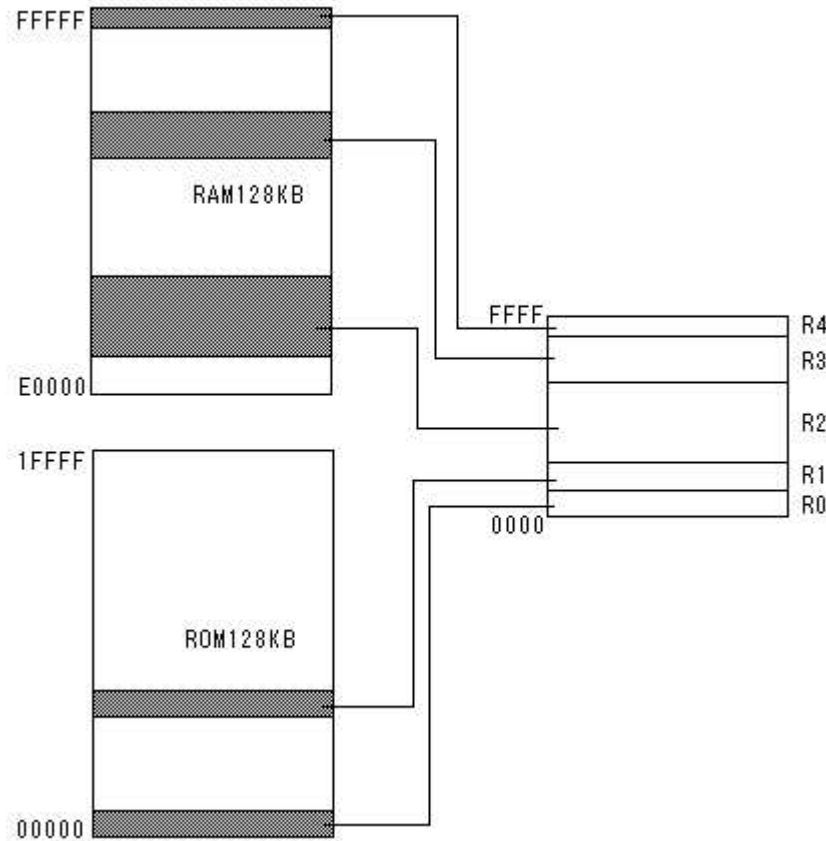 FFFFF
RAM128KB
E0000
FFFF
R4
R3
R2
R1
R0
0000
1FFFF
ROM128KB
00000